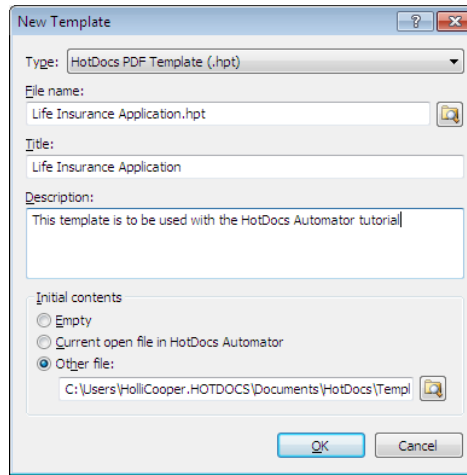 New Template
Type: HotDocs PDF Template (.hpt)
File name:
Life Insurance Application.hpt
Title:
Life Insurance Application
Description:
This template is to be used with the HotDocs Automator tutorial
Initial contents
Empty
Current open file in HotDocs Automator
Other file:
C:\Users\HolliCooper.HOTDOCS\Documents\HotDocs\Templ
OK Cancel